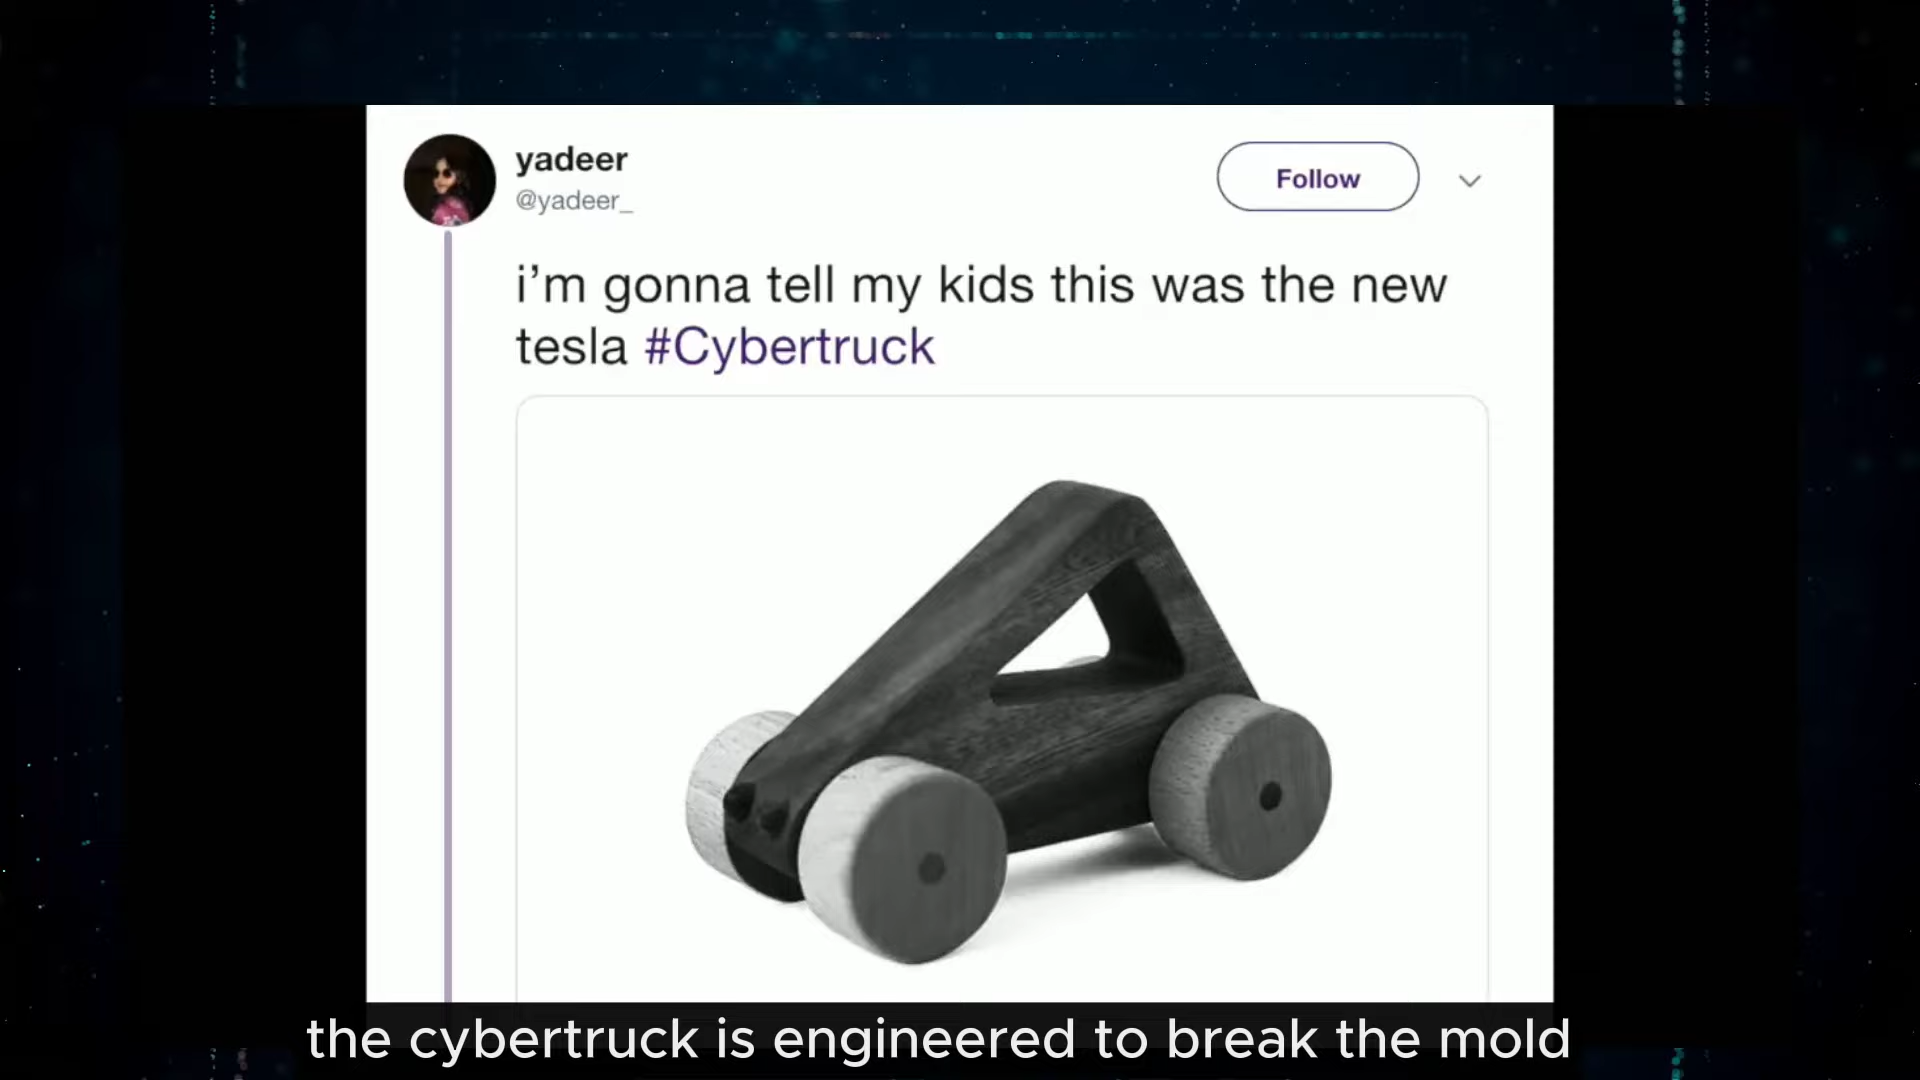 yadeer
@yadeer_
Follow
i’m gonna tell my kids this was the new
tesla #Cybertruck
the cybertruck is engineered to break the mold